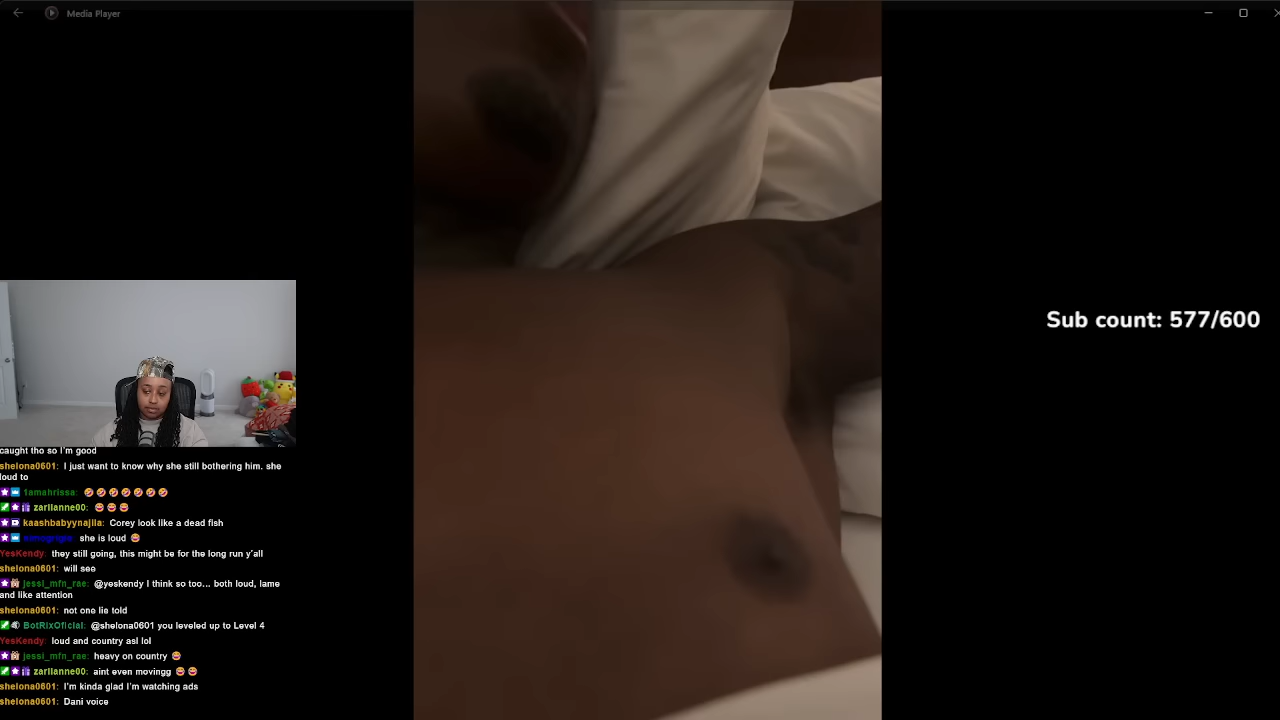 Media Player
Sub count: 577/600
caught tho so I'm good
shelona0601: I just want to know why she still bothering him. she
loud to
1amahrissa:
zarlianne00:
kaashbabyynajila: Corey look like a dead fish
she is loud
YesKendy: they still going, this might be for the long run y'all
shelona0601: will see
jessi_mfn_rae: @yeskendy I think so too... both loud, lame
and like attention
shelona0601: not one lie told
BotRixOficial: @shelona0601 you leveled up to Level 4
YesKendy: loud and country asl lol
jessi_mfn_rae: heavy on country
zarlianne00: aint even movingg
shelona0601: I'm kinda glad I'm watching ads
shelona0601: Dani voice